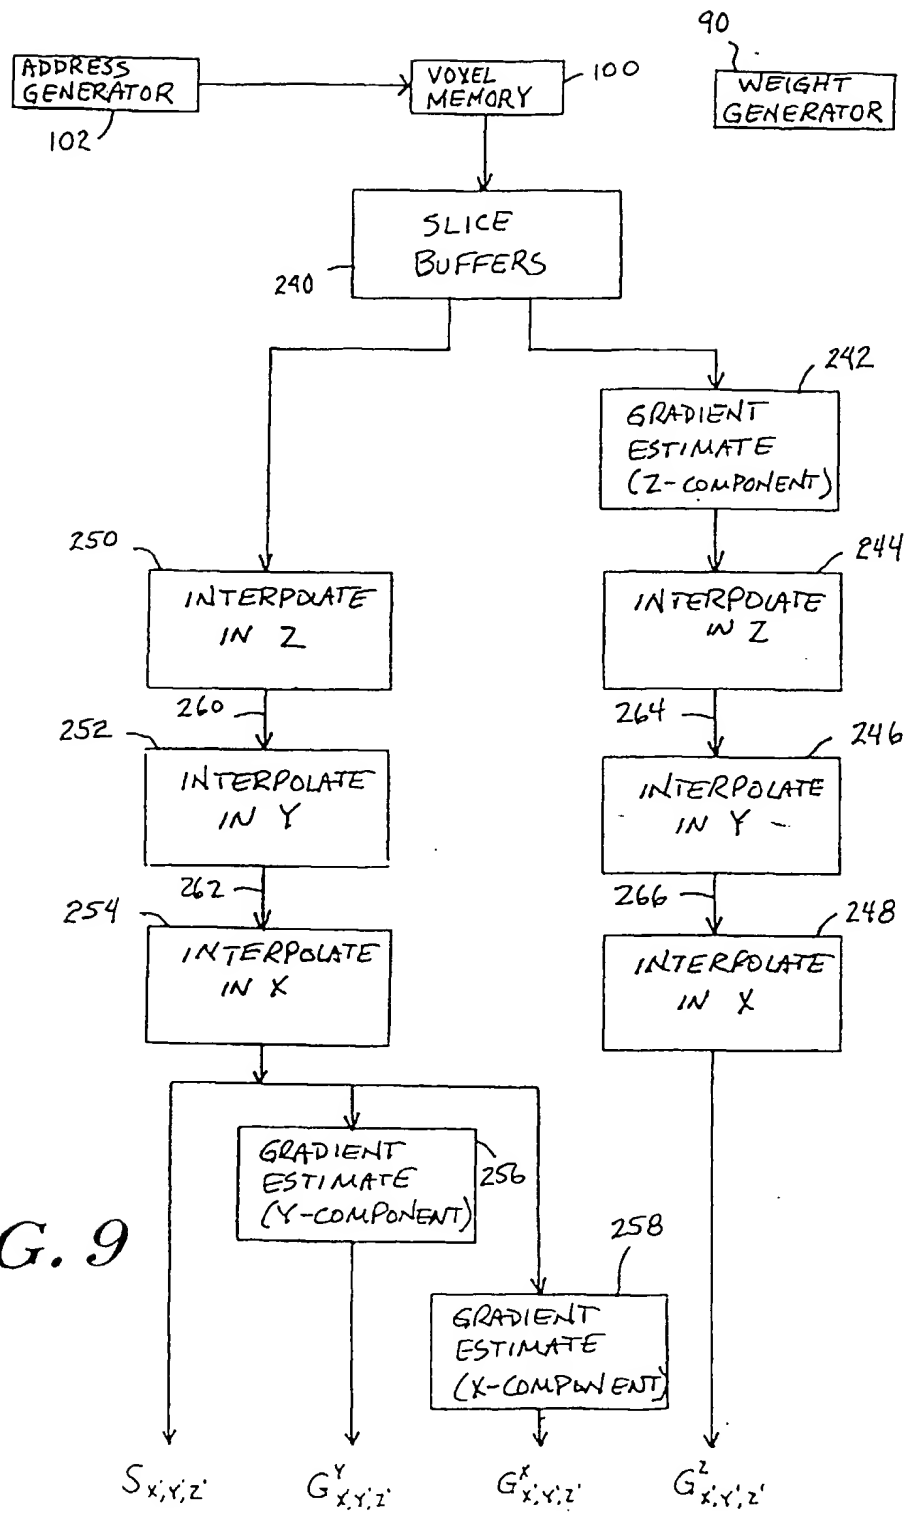 90
ADDRESS
GENERATOR
102
VOXEL
MEMORY
100
WEIGHT
GENERATOR
SLICE
BUFFERS
240
242
GRADIENT
ESTIMATE
(Z-COMPONENT)
250
INTERPOLATE
IN Z
244
INTERPOLATE
IN Z
260
264
252
INTERPOLATE
IN Y
246
INTERPOLATE
IN Y
262
266
254
INTERPOLATE
IN X
248
INTERPOLATE
IN X
GRADIENT
ESTIMATE
(Y-COMPONENT)
256
G. 9
258
GRADIENT
ESTIMATE
(X-COMPONENT)
S X',Y',Z'
G Y X',Y',Z'
G X X',Y',Z'
G Z X',Y',Z'